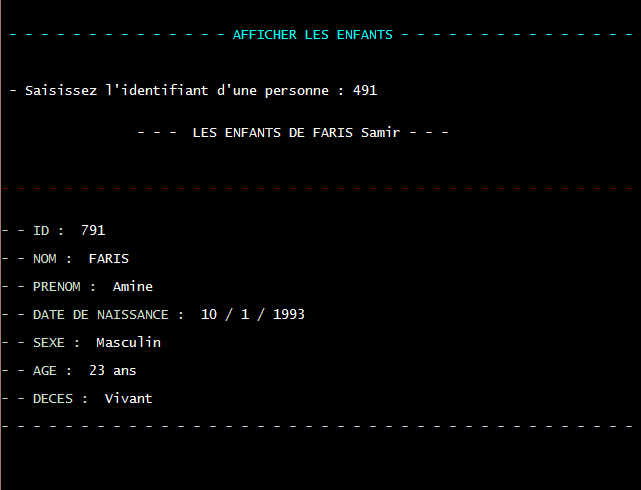 - - - - - - - - - - - - - - AFFICHER LES ENFANTS - - - - - - - - - - - - - - -
- Saisissez l'identifiant d'une personne : 491
- - -  LES ENFANTS DE FARIS Samir - - -
- - - - - - - - - - - - - - - - - - - - - - - - - - - - - - - - - - - - - - - -
- - ID :  791
- - NOM :  FARIS
- - PRENOM :  Amine
- - DATE DE NAISSANCE :  10 / 1 / 1993
- - SEXE :  Masculin
- - AGE :  23 ans
- - DECES :  Vivant
- - - - - - - - - - - - - - - - - - - - - - - - - - - - - - - - - - - - - - - -